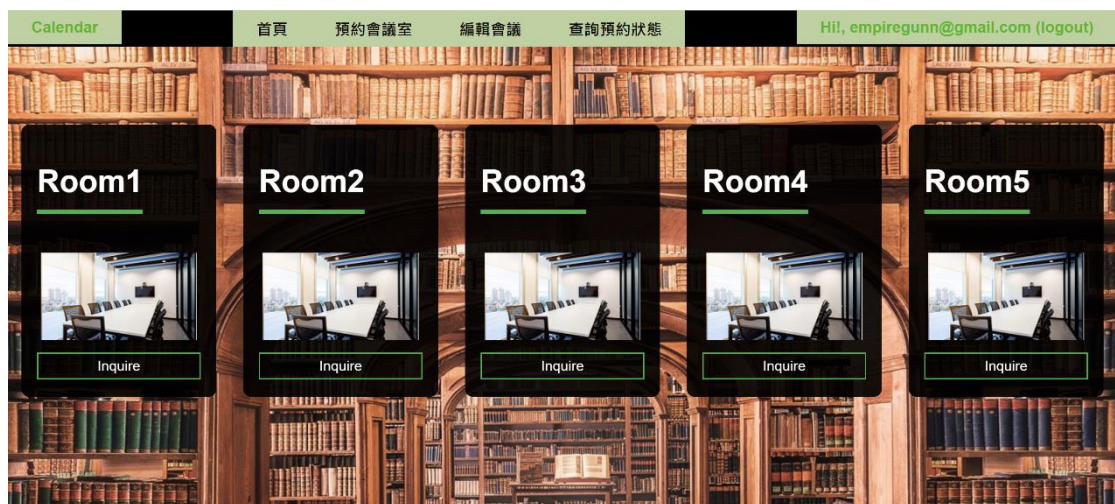 Calendar 首頁 預約會議室 編輯會議 查詢預約狀態 Hi!, empiregunn@gmail.com (logout)
Room1 Room2 Room3 Room4 Room5
Inquire Inquire Inquire Inquire Inquire